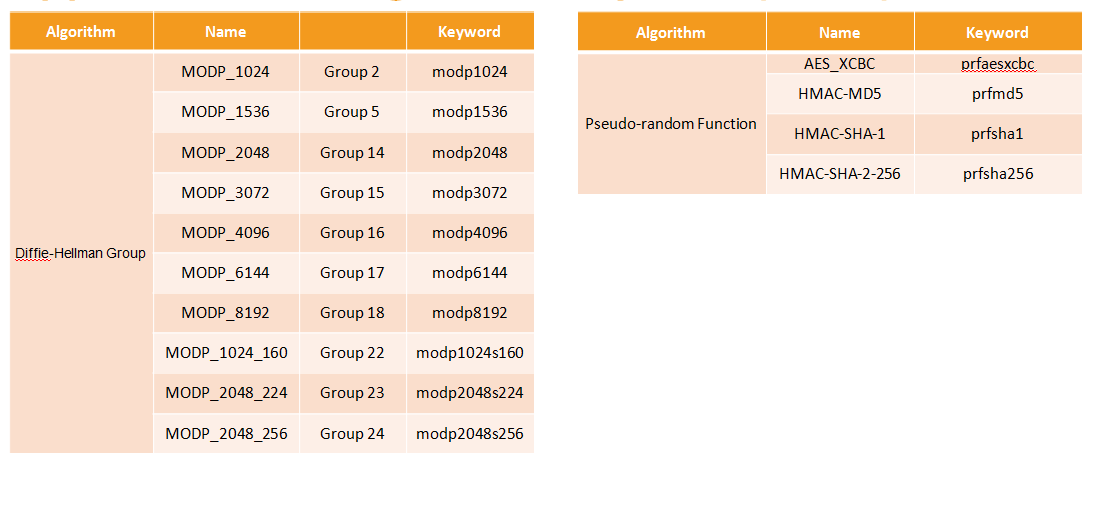 Algorithm Name Keyword
Diffie-Hellman Group
MODP_1024 Group 2 modp1024
MODP_1536 Group 5 modp1536
MODP_2048 Group 14 modp2048
MODP_3072 Group 15 modp3072
MODP_4096 Group 16 modp4096
MODP_6144 Group 17 modp6144
MODP_8192 Group 18 modp8192
MODP_1024_160 Group 22 modp1024s160
MODP_2048_224 Group 23 modp2048s224
MODP_2048_256 Group 24 modp2048s256
Algorithm Name Keyword
Pseudo-random Function
AES_XCBC prfaesxcbc
HMAC-MD5 prfmd5
HMAC-SHA-1 prfsha1
HMAC-SHA-2-256 prfsha256